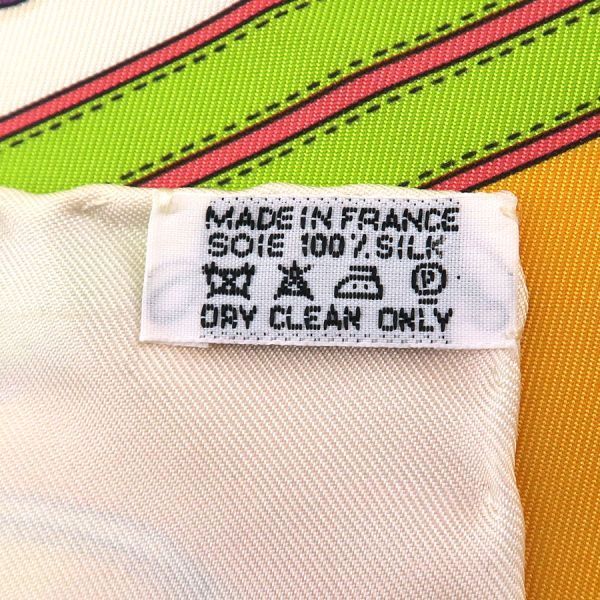 MADE IN FRANCE
SOIE 100% SILK
P
DRY CLEAN ONLY